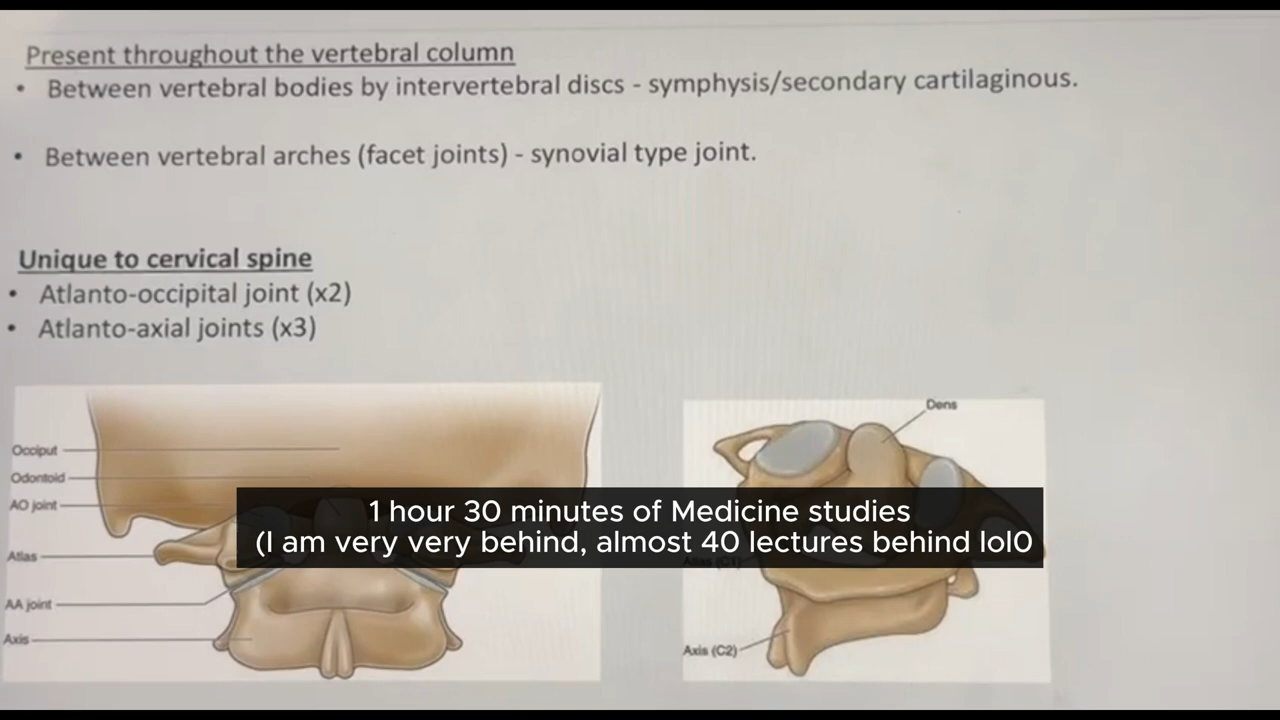 Present throughout the vertebral column
• Between vertebral bodies by intervertebral discs - symphysis/secondary cartilaginous.
• Between vertebral arches (facet joints) - synovial type joint.
Unique to cervical spine
• Atlanto-occipital joint (x2)
• Atlanto-axial joints (x3)
Occiput
Odontoid
AO joint
Atlas
AA joint
Axis
Dens
Atlas (C1)
Axis (C2)
1 hour 30 minutes of Medicine studies
(I am very very behind, almost 40 lectures behind lol0